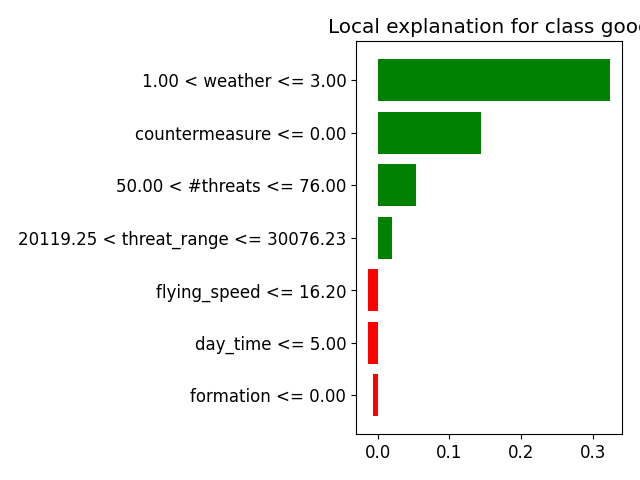 Local explanation for class goo
1.00 < weather <= 3.00
countermeasure <= 0.00
50.00 < #threats <= 76.00
20119.25 < threat_range <= 30076.23
flying_speed <= 16.20
day_time <= 5.00
formation <= 0.00
0.0 0.1 0.2 0.3